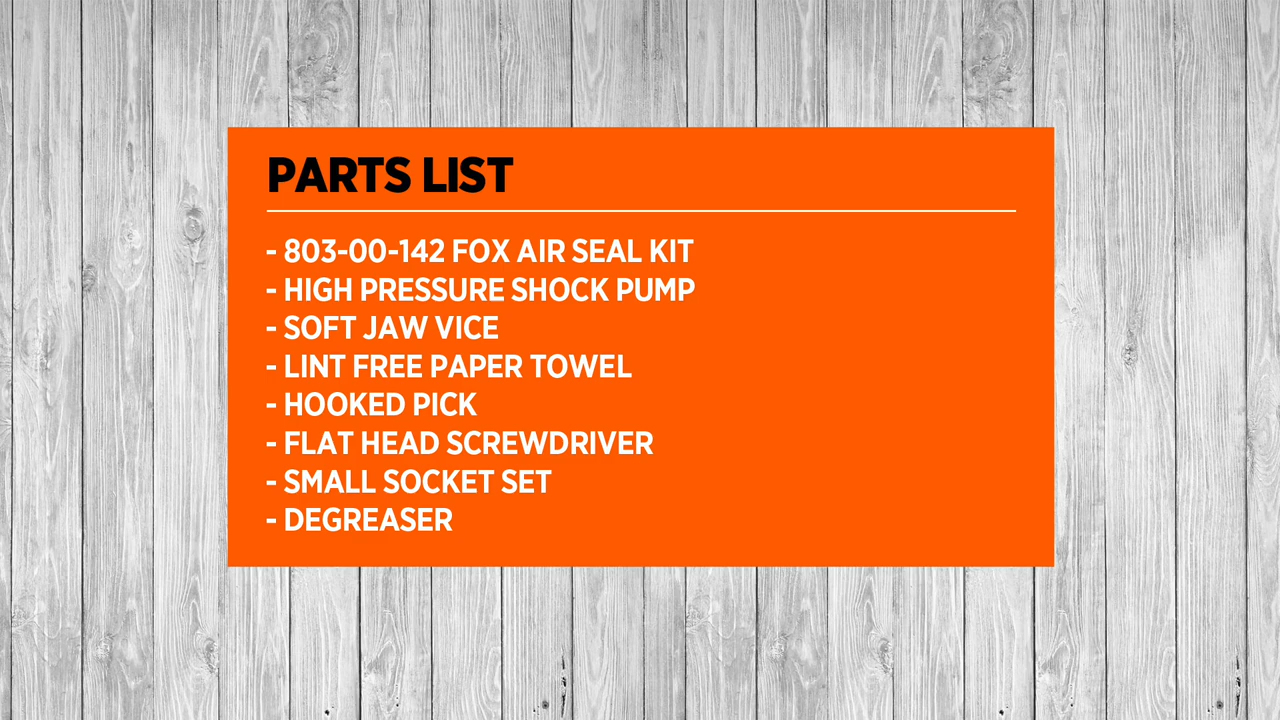 PARTS LIST
- 803-00-142 FOX AIR SEAL KIT
- HIGH PRESSURE SHOCK PUMP
- SOFT JAW VICE
- LINT FREE PAPER TOWEL
- HOOKED PICK
- FLAT HEAD SCREWDRIVER
- SMALL SOCKET SET
- DEGREASER